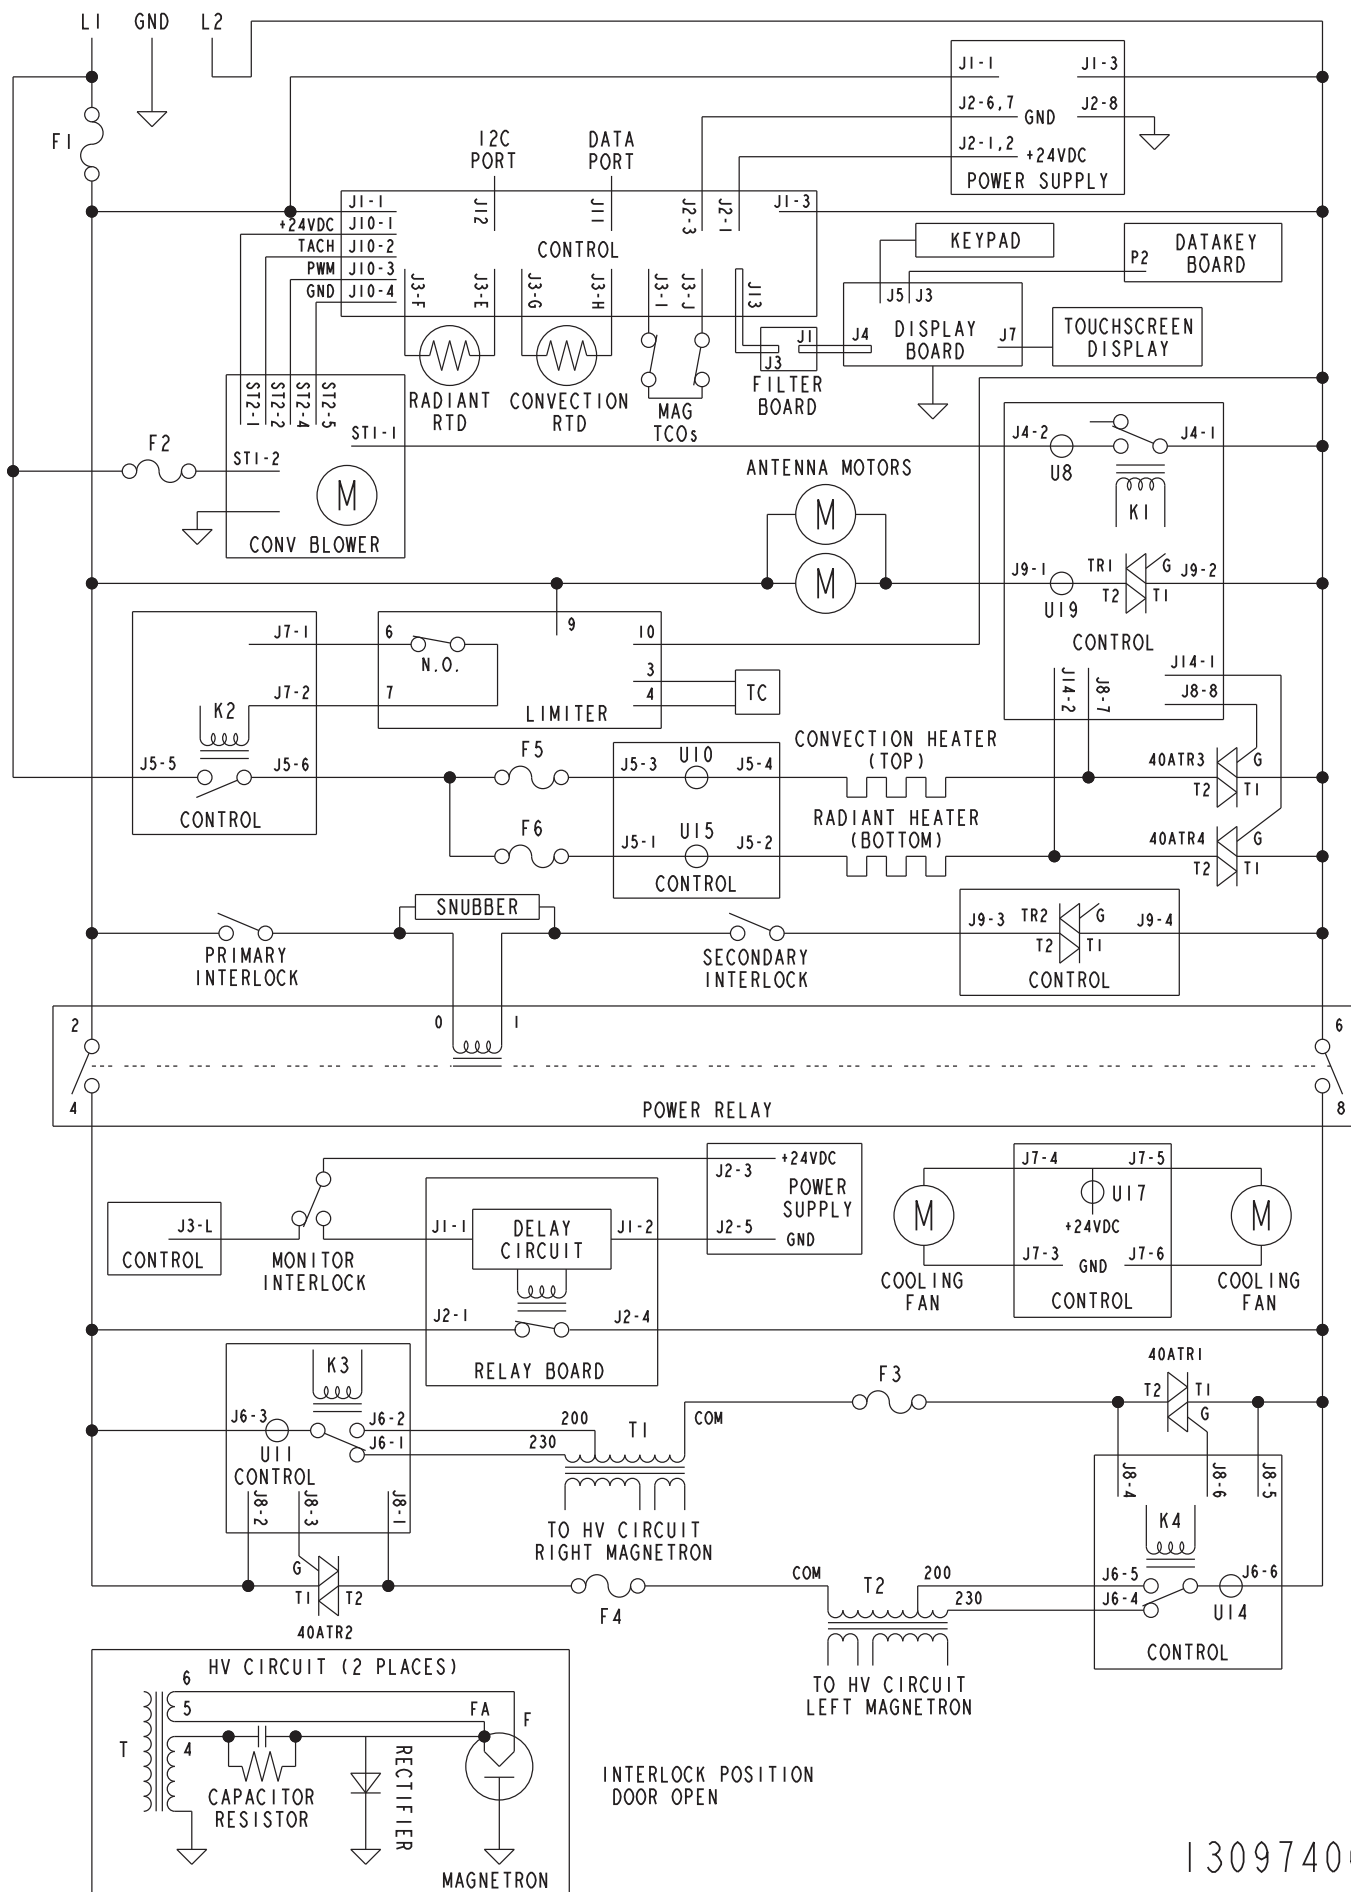 L1 GND L2
J1-1 J1-3
J2-6,7 GND J2-8
J2-1,2 +24VDC
POWER SUPPLY
F1
I2C
PORT
DATA
PORT
J1-1 J12 J11 J2-3 J2-1 J1-3
+24VDC J10-1
TACH J10-2
PWM J10-3
GND J10-4
CONTROL
J3-F J3-E J3-G J3-H J3-I J3-J J13
KEYPAD
P2 DATAKEY
BOARD
J5 J3
J4 DISPLAY
BOARD J7
TOUCHSCREEN
DISPLAY
J1
J3
FILTER
BOARD
RADIANT
RTD
CONVECTION
RTD
MAG
TCOs
ST2-1 ST2-2 ST2-4 ST2-5
ST1-1
F2
ST1-2
M
CONV BLOWER
ANTENNA MOTORS
M
M
J4-2 J4-1
U8
K1
J9-1 TR1 G J9-2
T2 T1
U19
CONTROL
J14-2 J8-7
J14-1
J8-8
J7-1
J7-2
K2
J5-5 J5-6
CONTROL
6 9 10
N.O.
3
7 4
LIMITER
TC
F5
F6
U10
J5-3 J5-4
U15
J5-1 J5-2
CONTROL
CONVECTION HEATER
(TOP)
RADIANT HEATER
(BOTTOM)
40ATR3 G
T2 T1
40ATR4 G
T2 T1
SNUBBER
PRIMARY
INTERLOCK
SECONDARY
INTERLOCK
J9-3 TR2 G J9-4
T2 T1
CONTROL
2 0 1 6
4 8
POWER RELAY
J3-L
CONTROL
MONITOR
INTERLOCK
J1-1 DELAY
CIRCUIT J1-2
J2-1 J2-4
RELAY BOARD
J2-3 +24VDC
POWER
SUPPLY
J2-5 GND
M
COOLING
FAN
J7-4 J7-5
U17
+24VDC
J7-3 GND J7-6
CONTROL
M
COOLING
FAN
K3
J6-3 J6-2
J6-1
U11
CONTROL
J8-2 J8-3 J8-1
G
T1 T2
40ATR2
200 T1 COM
230
TO HV CIRCUIT
RIGHT MAGNETRON
F3
40ATR1
T2 T1
G
J8-4 J8-6 J8-5
K4
J6-5 J6-6
J6-4
U14
CONTROL
F4
COM T2 200
230
TO HV CIRCUIT
LEFT MAGNETRON
HV CIRCUIT (2 PLACES)
6
5
4
T
FA F
CAPACITOR
RESISTOR
RECTIFIER
MAGNETRON
INTERLOCK POSITION
DOOR OPEN